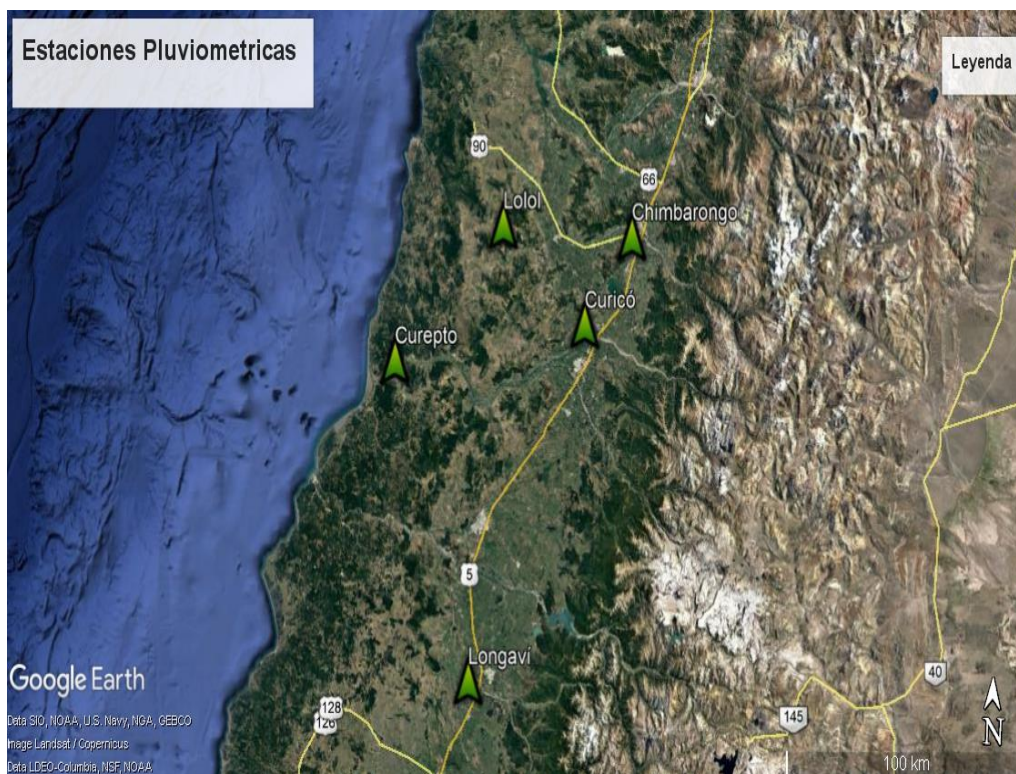 Estaciones Pluviometricas
Leyenda
90
66
Lolol
Chimbarongo
Curicó
Curepto
5
Longaví
40
128
126
145
Google Earth
Data SIO, NOAA, U.S. Navy, NGA, GEBCO
Image Landsat / Copernicus
Data LDEO-Columbia, NSF, NOAA
N
100 km